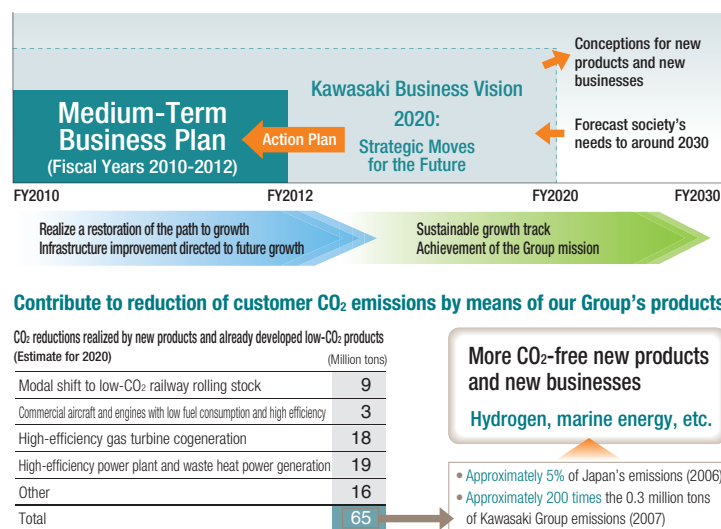 Conceptions for new
products and new
businesses
Kawasaki Business Vision
2020:
Strategic Moves
for the Future
Medium-Term
Business Plan
(Fiscal Years 2010-2012)
Action Plan
Forecast society's
needs to around 2030
FY2010 FY2012 FY2020 FY2030
Realize a restoration of the path to growth
Infrastructure improvement directed to future growth
Sustainable growth track
Achievement of the Group mission
Contribute to reduction of customer CO2 emissions by means of our Group's products
CO2 reductions realized by new products and already developed low-CO2 products
(Estimate for 2020) (Million tons)
Modal shift to low-CO2 railway rolling stock 9
Commercial aircraft and engines with low fuel consumption and high efficiency 3
High-efficiency gas turbine cogeneration 18
High-efficiency power plant and waste heat power generation 19
Other 16
Total 65
More CO2-free new products
and new businesses
Hydrogen, marine energy, etc.
• Approximately 5% of Japan's emissions (2006)
• Approximately 200 times the 0.3 million tons
of Kawasaki Group emissions (2007)